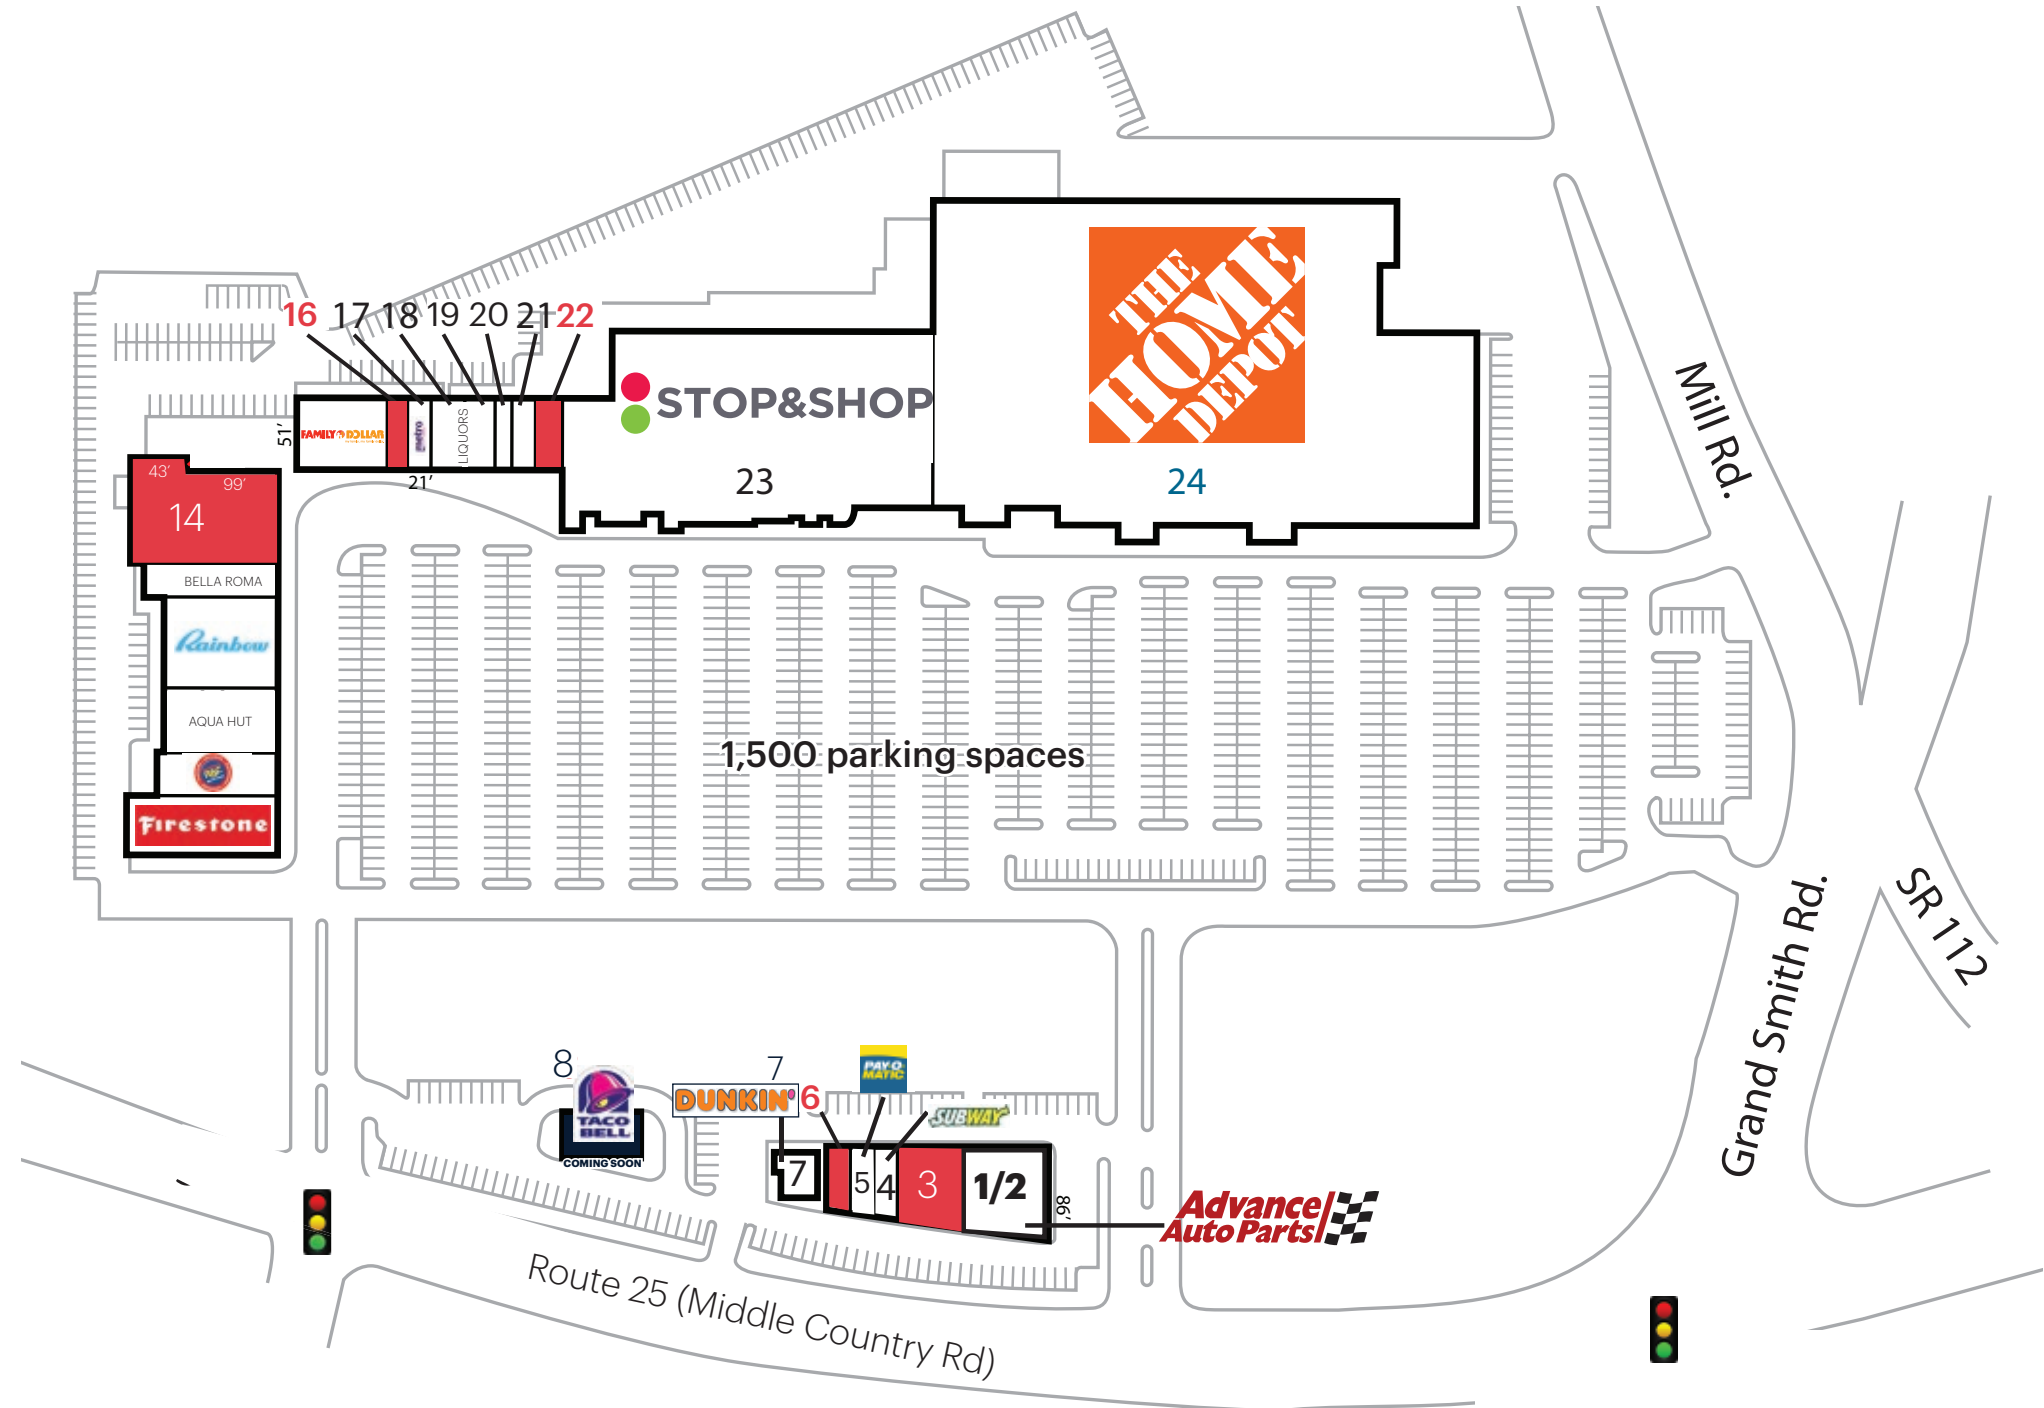 16 17 18 19 20 21 22
THE
HOME
DEPOT
STOP&SHOP
23
24
51'
FAMILY DOLLAR
metro
LIQUORS
21'
43'
99'
14
BELLA ROMA
Rainbow
AQUA HUT
Firestone
1,500 parking spaces
Mill Rd.
SR 112
Grand Smith Rd.
8
TACO
BELL
COMING SOON
7
DUNKIN'
6
PAY-O-
MATIC
SUBWAY
7
5
4
3
1/2
86'
Advance
Auto Parts
Route 25 (Middle Country Rd)